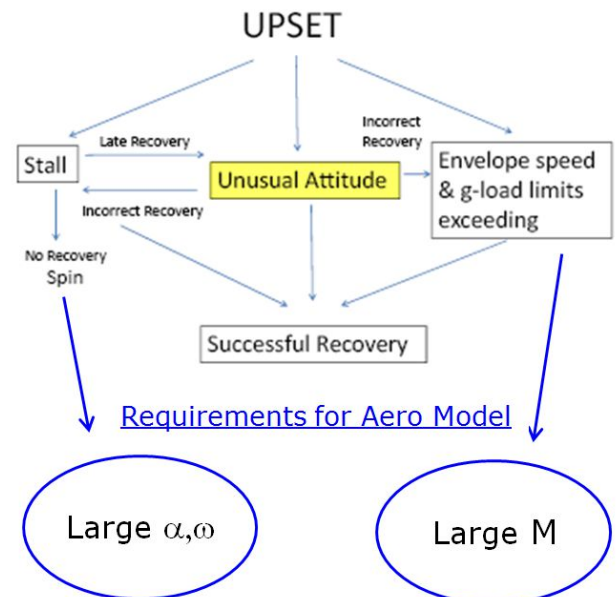 UPSET
Late Recovery
Incorrect
Recovery
Stall
Unusual Attitude
Envelope speed
& g-load limits
exceeding
Incorrect Recovery
No Recovery
Spin
Successful Recovery
Requirements for Aero Model
Large α,ω
Large M